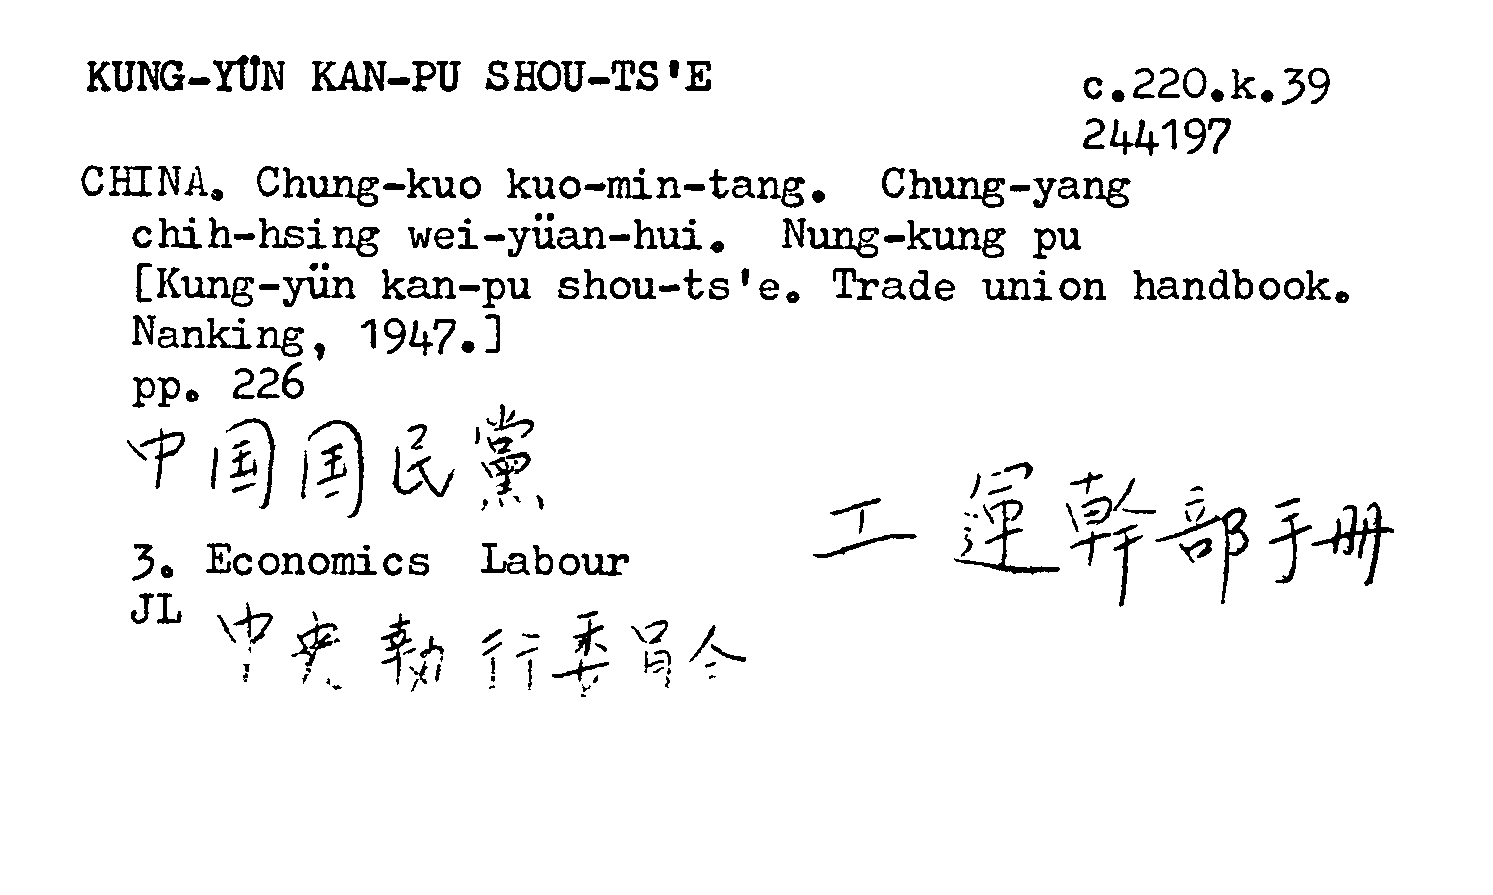 KUNG-YÜN KAN-PU SHOU-TS'E
c.220.k.39
244197
CHINA. Chung-kuo kuo-min-tang. Chung-yang
chih-hsing wei-yüan-hui. Nung-kung pu
[Kung-yün kan-pu shou-ts'e. Trade union handbook.
Nanking, 1947.]
pp. 226
中国国民黨
工運幹部手册
3. Economics Labour
JL
中央執行委員会